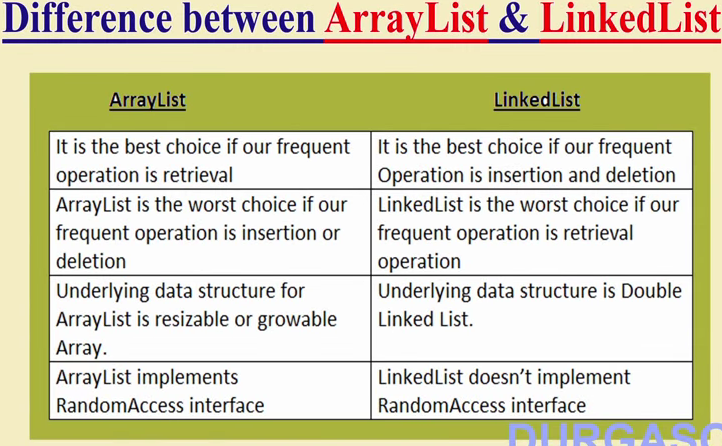 Difference between ArrayList & LinkedList
ArrayList
LinkedList
It is the best choice if our frequent
operation is retrieval
It is the best choice if our frequent
Operation is insertion and deletion
ArrayList is the worst choice if our
frequent operation is insertion or
deletion
LinkedList is the worst choice if our
frequent operation is retrieval
operation
Underlying data structure for
ArrayList is resizable or growable
Array.
Underlying data structure is Double
Linked List.
ArrayList implements
RandomAccess interface
LinkedList doesn’t implement
RandomAccess interface